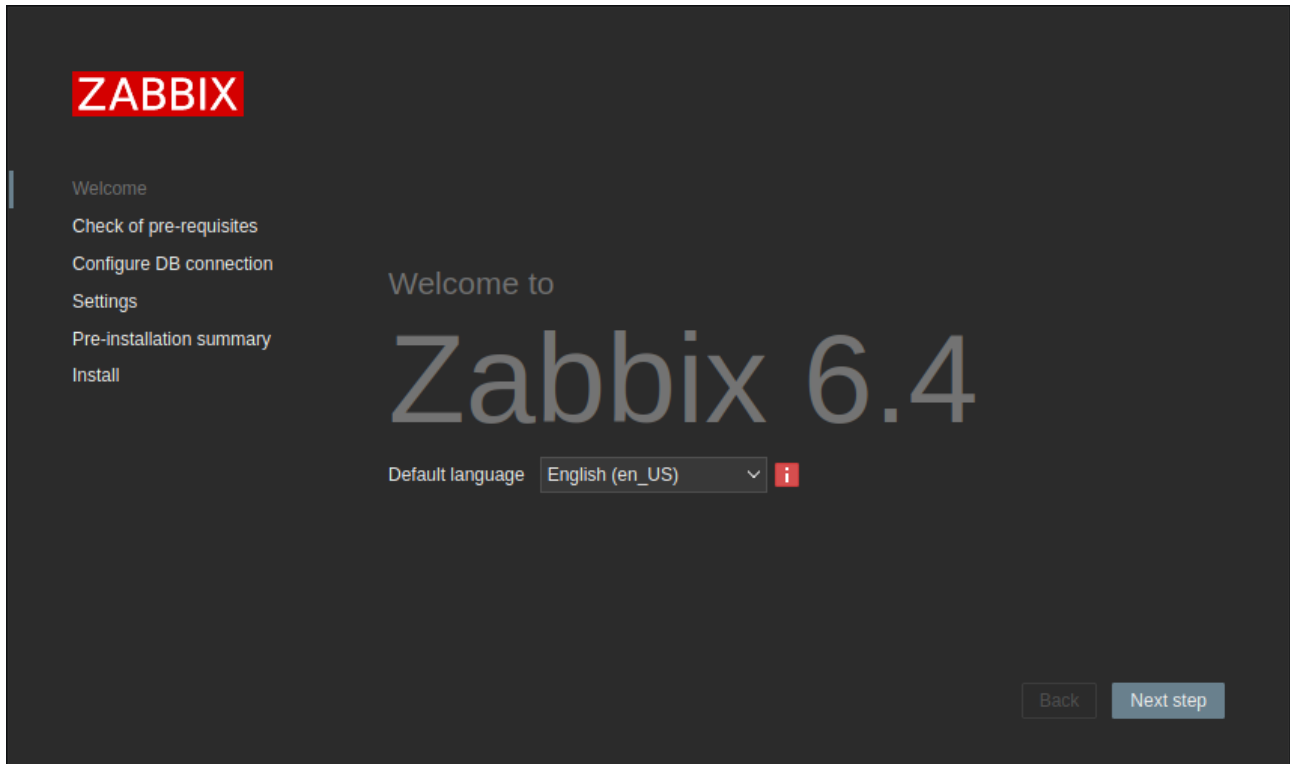 ZABBIX
Welcome
Check of pre-requisites
Configure DB connection
Settings
Pre-installation summary
Install
Welcome to
Zabbix 6.4
Default language English (en_US) i
Back Next step